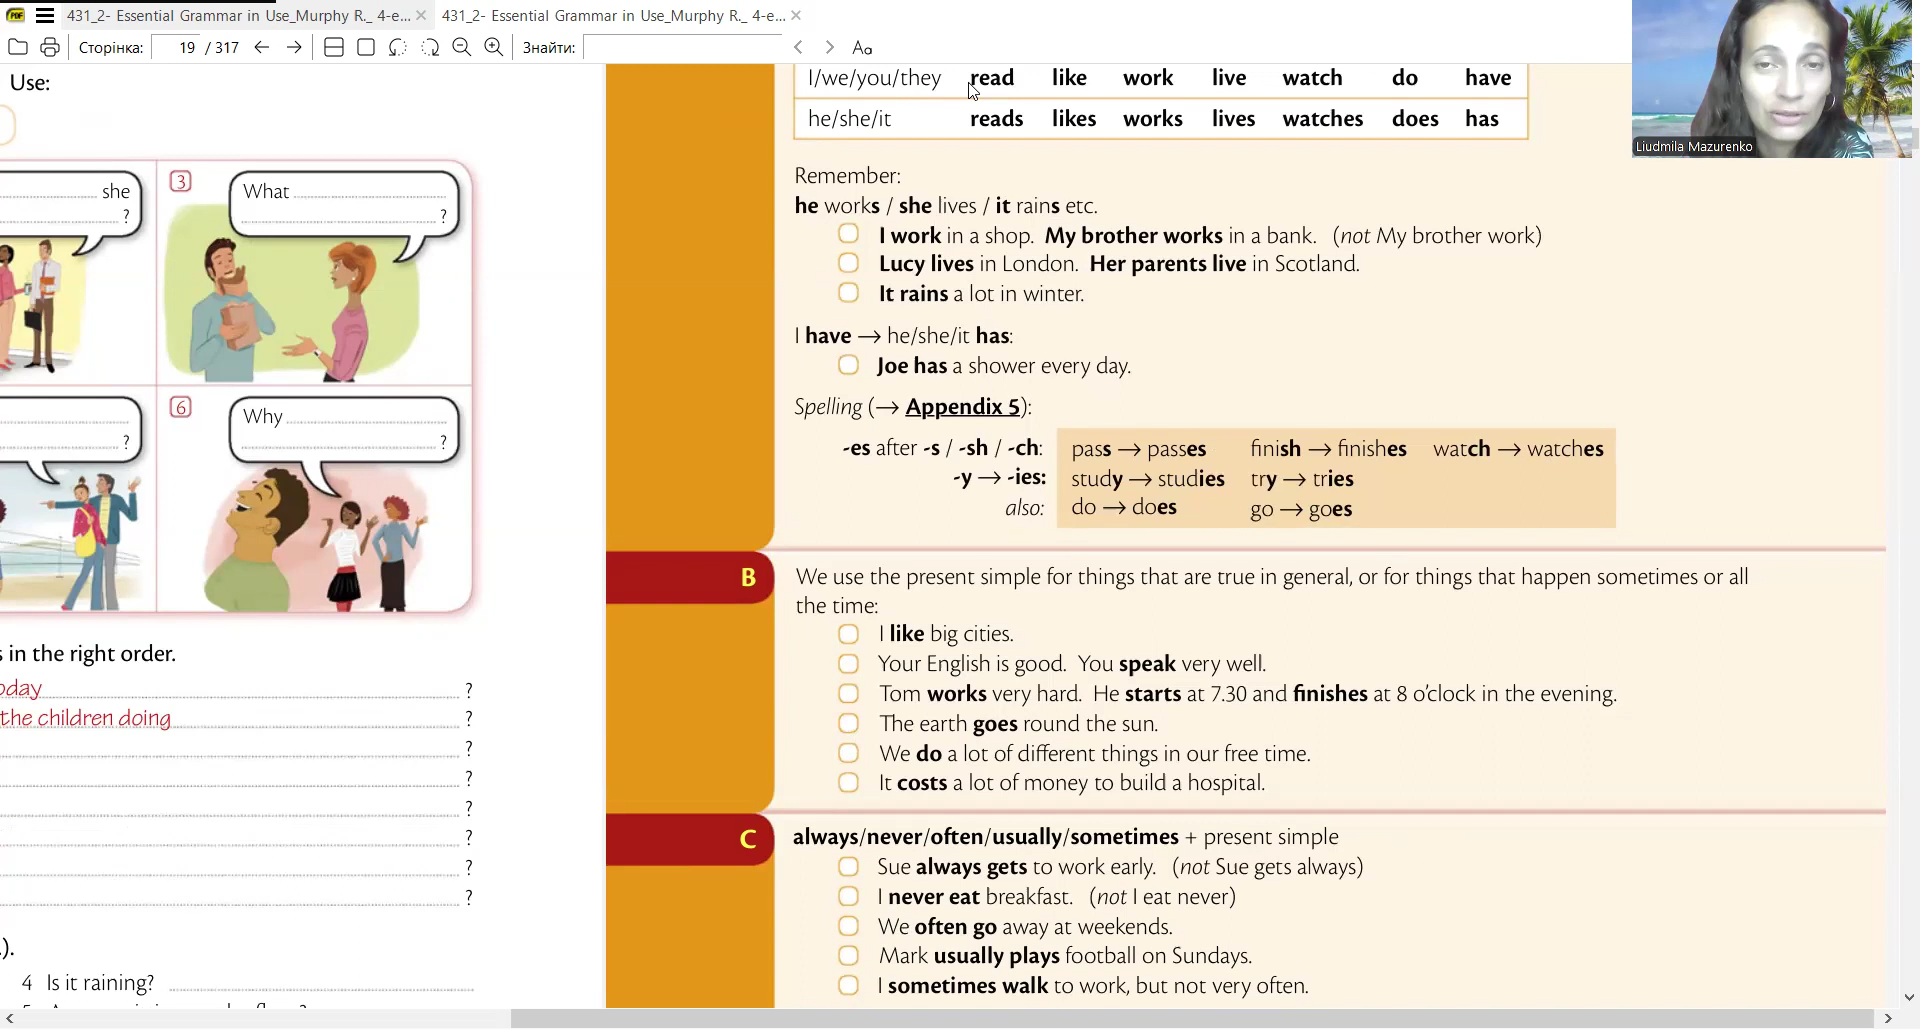 431_2- Essential Grammar in Use_Murphy R._ 4-e...
431_2- Essential Grammar in Use_Murphy R._ 4-e...
Сторінка:
19 / 317
Знайти:
Aa
Liudmila Mazurenko
Use:
she
?
3
What
?
?
6
Why
?
s in the right order.
oday ?
the children doing ?
?
?
?
?
?
?
).
4 Is it raining?
I/we/you/they read like work live watch do have
he/she/it reads likes works lives watches does has
Remember:
he works / she lives / it rains etc.
I work in a shop. My brother works in a bank. (not My brother work)
Lucy lives in London. Her parents live in Scotland.
It rains a lot in winter.
I have → he/she/it has:
Joe has a shower every day.
Spelling (→ Appendix 5):
-es after -s / -sh / -ch: pass → passes finish → finishes watch → watches
-y → -ies: study → studies try → tries
also: do → does go → goes
B
We use the present simple for things that are true in general, or for things that happen sometimes or all
the time:
I like big cities.
Your English is good. You speak very well.
Tom works very hard. He starts at 7.30 and finishes at 8 o'clock in the evening.
The earth goes round the sun.
We do a lot of different things in our free time.
It costs a lot of money to build a hospital.
C
always/never/often/usually/sometimes + present simple
Sue always gets to work early. (not Sue gets always)
I never eat breakfast. (not I eat never)
We often go away at weekends.
Mark usually plays football on Sundays.
I sometimes walk to work, but not very often.